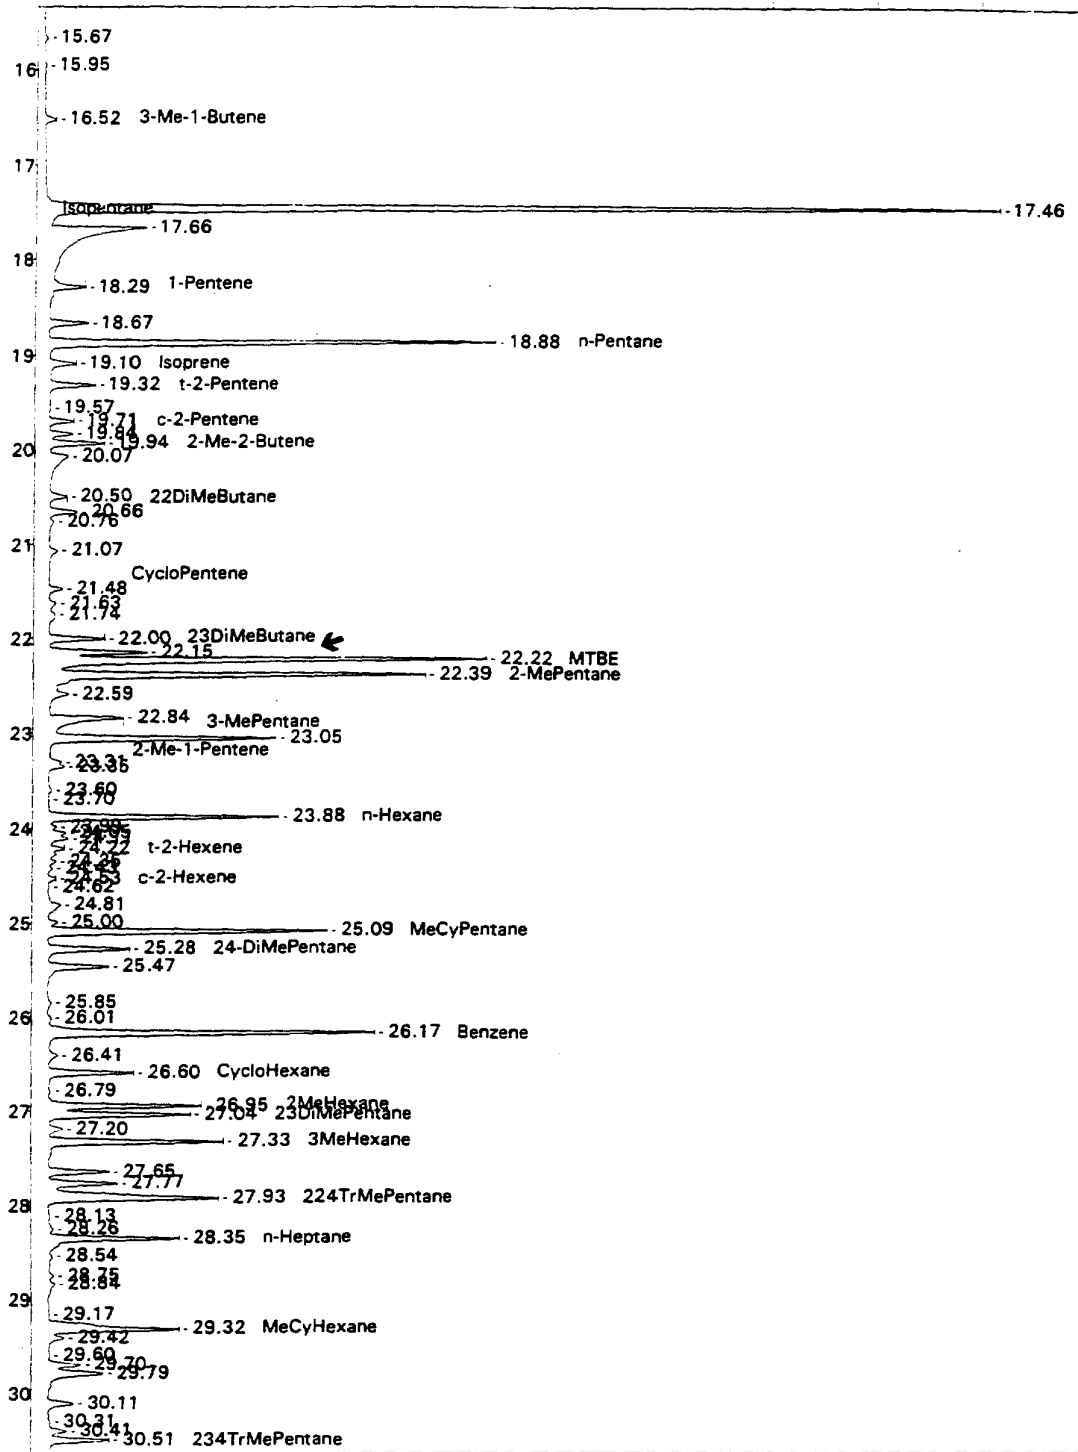 15.67
15.95
16
16.52 3-Me-1-Butene
17
Isopentane
17.46
17.66
18
18.29 1-Pentene
18.67
18.88 n-Pentane
19
19.10 Isoprene
19.32 t-2-Pentene
19.57
19.71 c-2-Pentene
19.84
19.94 2-Me-2-Butene
20
20.07
20.50 22DiMeButane
20.66
20.76
21
21.07
CycloPentene
21.48
21.63
21.74
22
22.00 23DiMeButane
22.15
22.22 MTBE
22.39 2-MePentane
22.59
22.84 3-MePentane
23
23.05
2-Me-1-Pentene
23.31
23.35
23.60
23.70
23.88 n-Hexane
24
24.22 t-2-Hexene
24.35
24.43
24.53 c-2-Hexene
24.62
24.81
25
25.00
25.09 MeCyPentane
25.28 24-DiMePentane
25.47
25.85
26
26.01
26.17 Benzene
26.41
26.60 CycloHexane
26.79
26.95 2MeHexane
27
27.04 23DiMePentane
27.20
27.33 3MeHexane
27.65
27.77
27.93 224TrMePentane
28
28.13
28.26
28.35 n-Heptane
28.54
28.75
28.84
29
29.17
29.32 MeCyHexane
29.42
29.60
29.70
29.79
30
30.11
30.31
30.41
30.51 234TrMePentane